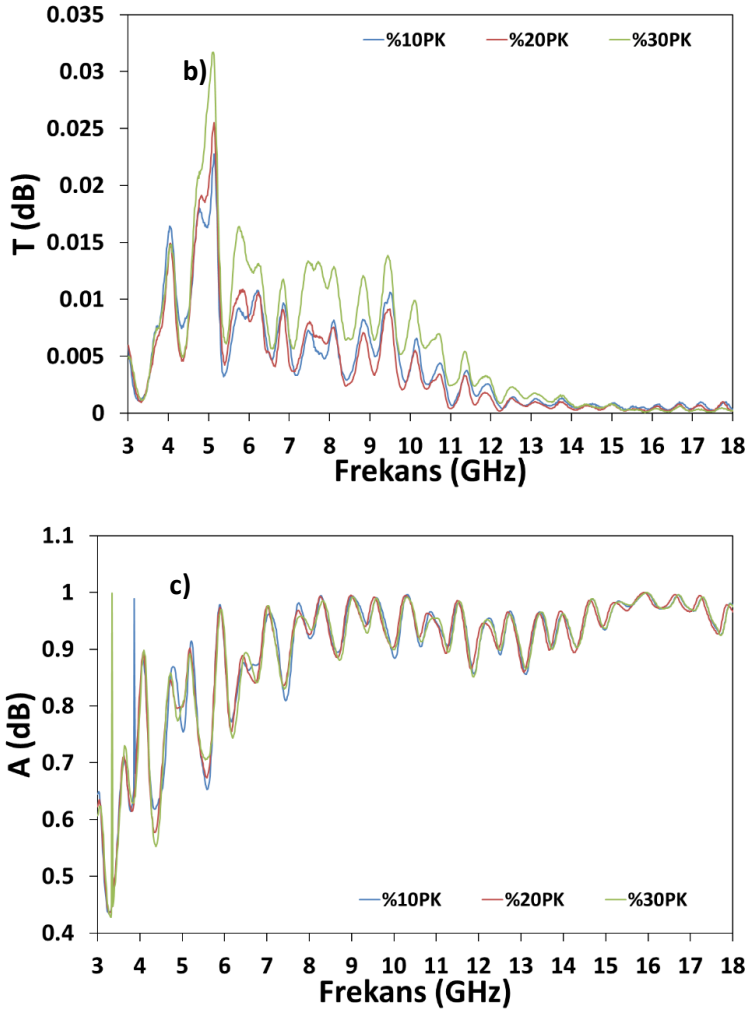 0.035
%10PK %20PK %30PK
b)
0.03
0.025
0.02
0.015
0.01
0.005
0
T (dB)
3 4 5 6 7 8 9 10 11 12 13 14 15 16 17 18
Frekans (GHz)
1.1
c)
1
0.9
0.8
0.7
0.6
0.5
0.4
A (dB)
%10PK %20PK %30PK
3 4 5 6 7 8 9 10 11 12 13 14 15 16 17 18
Frekans (GHz)